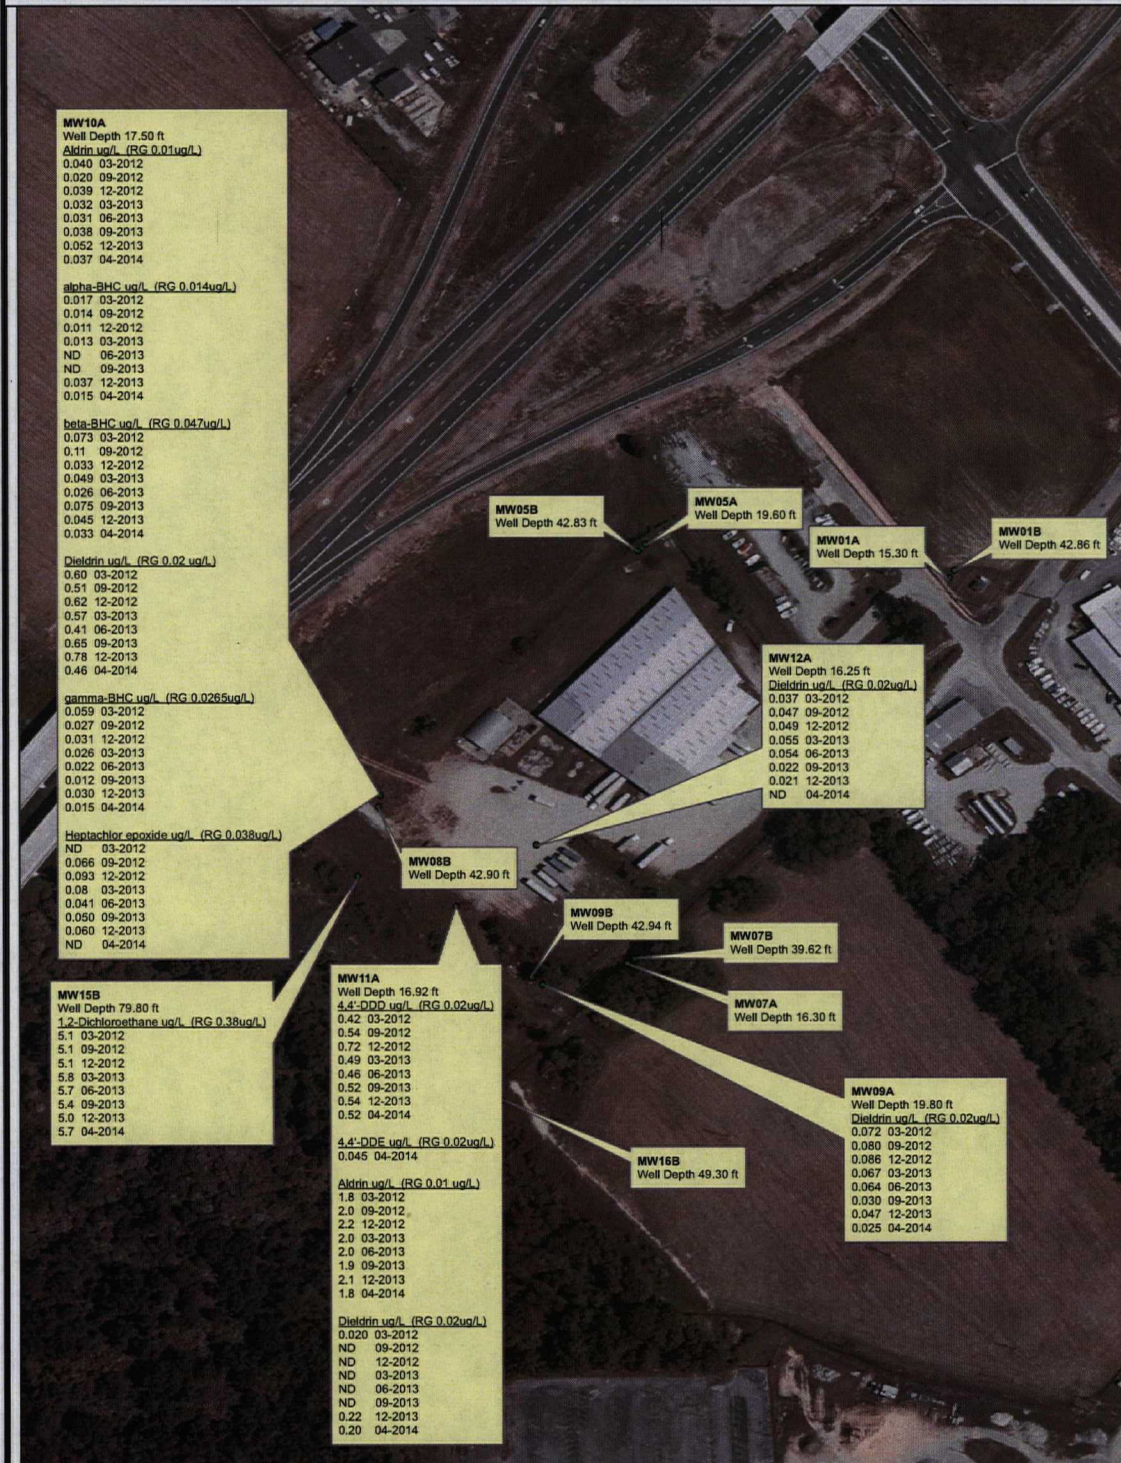 MW10A
Well Depth 17.50 ft
Aldrin ug/L (RG 0.01ug/L)
0.040 03-2012
0.020 09-2012
0.039 12-2012
0.032 03-2013
0.031 06-2013
0.038 09-2013
0.052 12-2013
0.037 04-2014
alpha-BHC ug/L (RG 0.014ug/L)
0.017 03-2012
0.014 09-2012
0.011 12-2012
0.013 03-2013
ND 06-2013
ND 09-2013
0.037 12-2013
0.015 04-2014
beta-BHC ug/L (RG 0.047ug/L)
0.073 03-2012
0.11 09-2012
0.033 12-2012
0.049 03-2013
0.026 06-2013
0.075 09-2013
0.045 12-2013
0.033 04-2014
Dieldrin ug/L (RG 0.02 ug/L)
0.60 03-2012
0.51 09-2012
0.62 12-2012
0.57 03-2013
0.41 06-2013
0.65 09-2013
0.78 12-2013
0.46 04-2014
gamma-BHC ug/L (RG 0.0265ug/L)
0.059 03-2012
0.027 09-2012
0.031 12-2012
0.026 03-2013
0.022 06-2013
0.012 09-2013
0.030 12-2013
0.015 04-2014
Heptachlor epoxide ug/L (RG 0.038ug/L)
ND 03-2012
0.066 09-2012
0.093 12-2012
0.08 03-2013
0.041 06-2013
0.050 09-2013
0.060 12-2013
ND 04-2014
MW05B
Well Depth 42.83 ft
MW05A
Well Depth 19.60 ft
MW01A
Well Depth 15.30 ft
MW01B
Well Depth 42.86 ft
MW12A
Well Depth 16.25 ft
Dieldrin ug/L (RG 0.02ug/L)
0.037 03-2012
0.047 09-2012
0.049 12-2012
0.055 03-2013
0.054 06-2013
0.022 09-2013
0.021 12-2013
ND 04-2014
MW08B
Well Depth 42.90 ft
MW09B
Well Depth 42.94 ft
MW07B
Well Depth 39.62 ft
MW07A
Well Depth 16.30 ft
MW15B
Well Depth 79.80 ft
1,2-Dichloroethane ug/L (RG 0.38ug/L)
5.1 03-2012
5.1 09-2012
5.1 12-2012
5.8 03-2013
5.7 06-2013
5.4 09-2013
5.0 12-2013
5.7 04-2014
MW11A
Well Depth 16.92 ft
4,4'-DDD ug/L (RG 0.02ug/L)
0.42 03-2012
0.54 09-2012
0.72 12-2012
0.49 03-2013
0.46 06-2013
0.52 09-2013
0.54 12-2013
0.52 04-2014
4,4'-DDE ug/L (RG 0.02ug/L)
0.045 04-2014
Aldrin ug/L (RG 0.01 ug/L)
1.8 03-2012
2.0 09-2012
2.2 12-2012
2.0 03-2013
2.0 06-2013
1.9 09-2013
2.1 12-2013
1.8 04-2014
Dieldrin ug/L (RG 0.02ug/L)
0.020 03-2012
ND 09-2012
ND 12-2012
ND 03-2013
ND 06-2013
ND 09-2013
0.22 12-2013
0.20 04-2014
MW09A
Well Depth 19.80 ft
Dieldrin ug/L (RG 0.02ug/L)
0.072 03-2012
0.080 09-2012
0.086 12-2012
0.067 03-2013
0.064 06-2013
0.030 09-2013
0.047 12-2013
0.025 04-2014
MW16B
Well Depth 49.30 ft